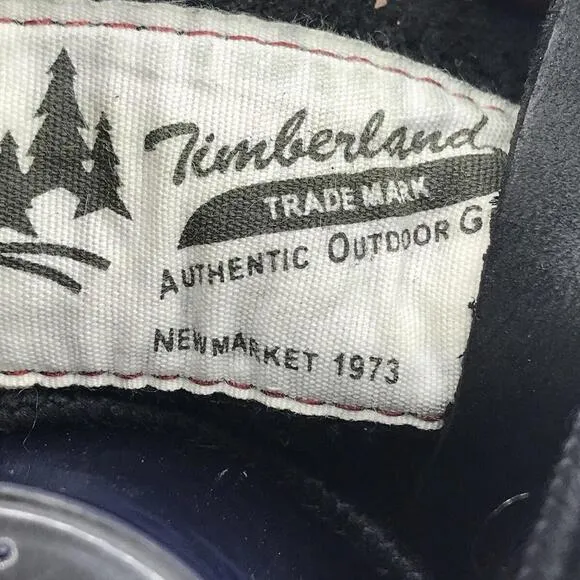 Timberland
TRADE MARK
AUTHENTIC OUTDOOR G
NEWMARKET 1973